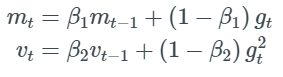 m_t = β_1 m_{t−1} + (1 − β_1) g_t
v_t = β_2 v_{t−1} + (1 − β_2) g_t^2